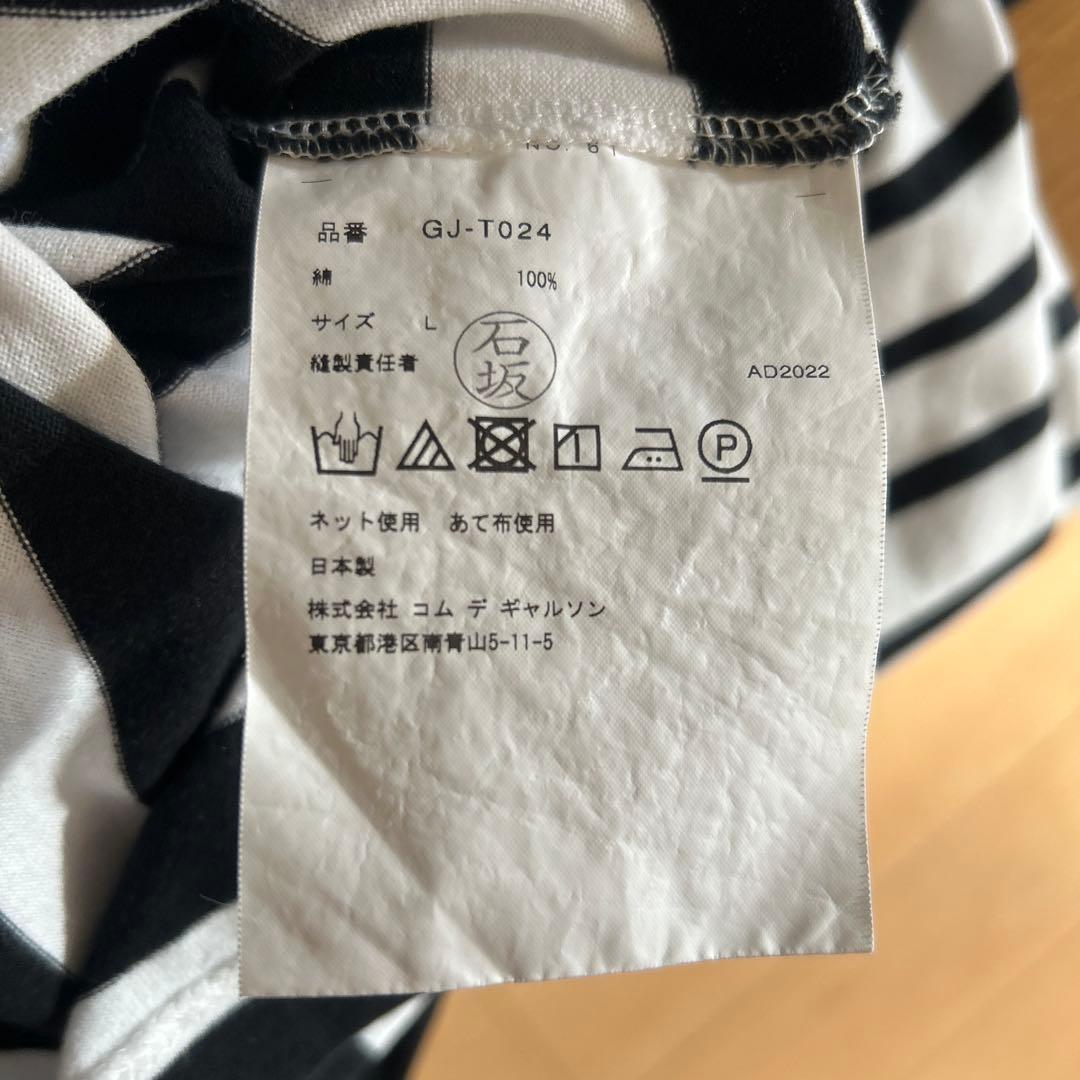 品番 GJ-T024
綿 100%
サイズ L
石坂
縫製責任者
AD2022
P
ネット使用 あて布使用
日本製
株式会社 コム デ ギャルソン
東京都港区南青山5-11-5